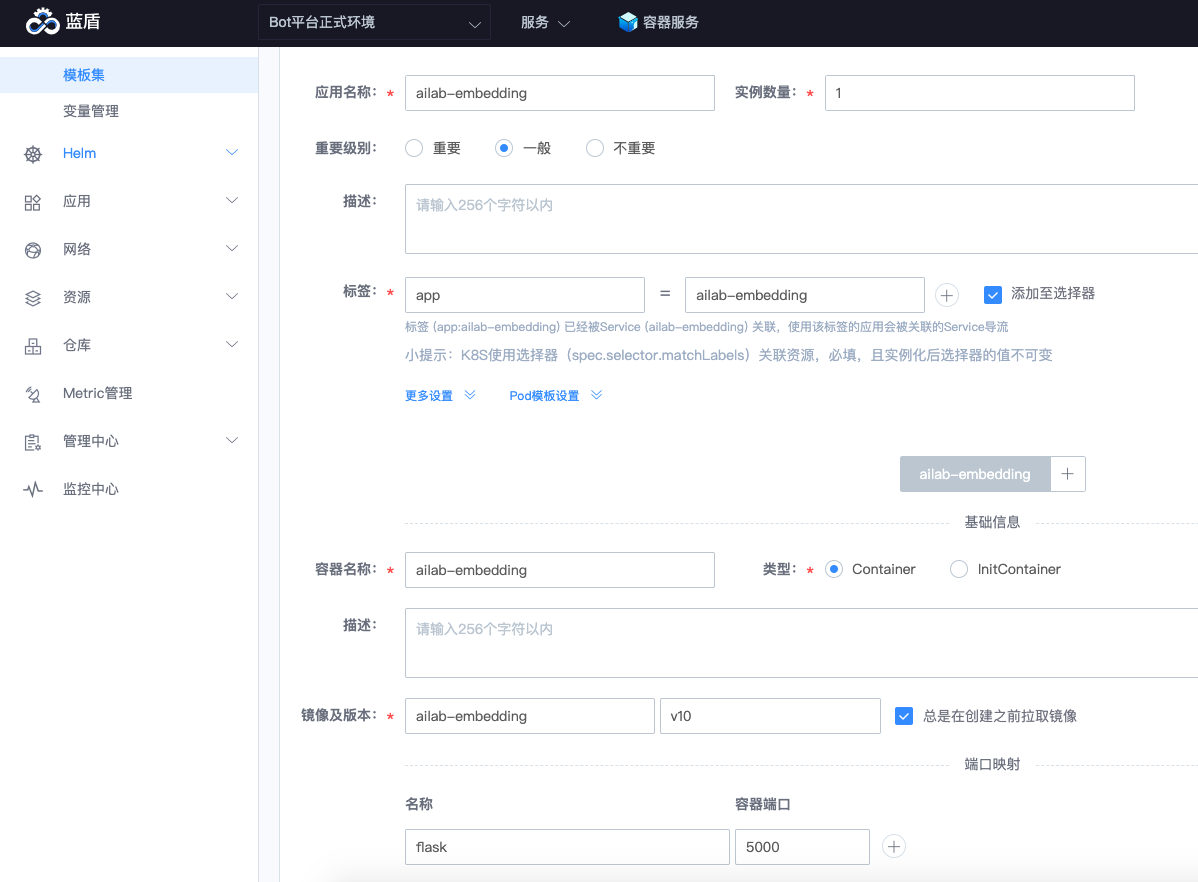 蓝盾
Bot平台正式环境
服务
容器服务
模板集
变量管理
Helm
应用
网络
资源
仓库
Metric管理
管理中心
监控中心
应用名称： * ailab-embedding
实例数量： * 1
重要级别： 重要 一般 不重要
描述： 请输入256个字符以内
标签： * app = ailab-embedding 添加至选择器
标签 (app:ailab-embedding) 已经被Service (ailab-embedding) 关联，使用该标签的应用会被关联的Service导流
小提示：K8S使用选择器（spec.selector.matchLabels）关联资源，必填，且实例化后选择器的值不可变
更多设置 Pod模板设置
ailab-embedding
基础信息
容器名称： * ailab-embedding
类型： * Container InitContainer
描述： 请输入256个字符以内
镜像及版本： * ailab-embedding v10 总是在创建之前拉取镜像
端口映射
名称 容器端口
flask 5000